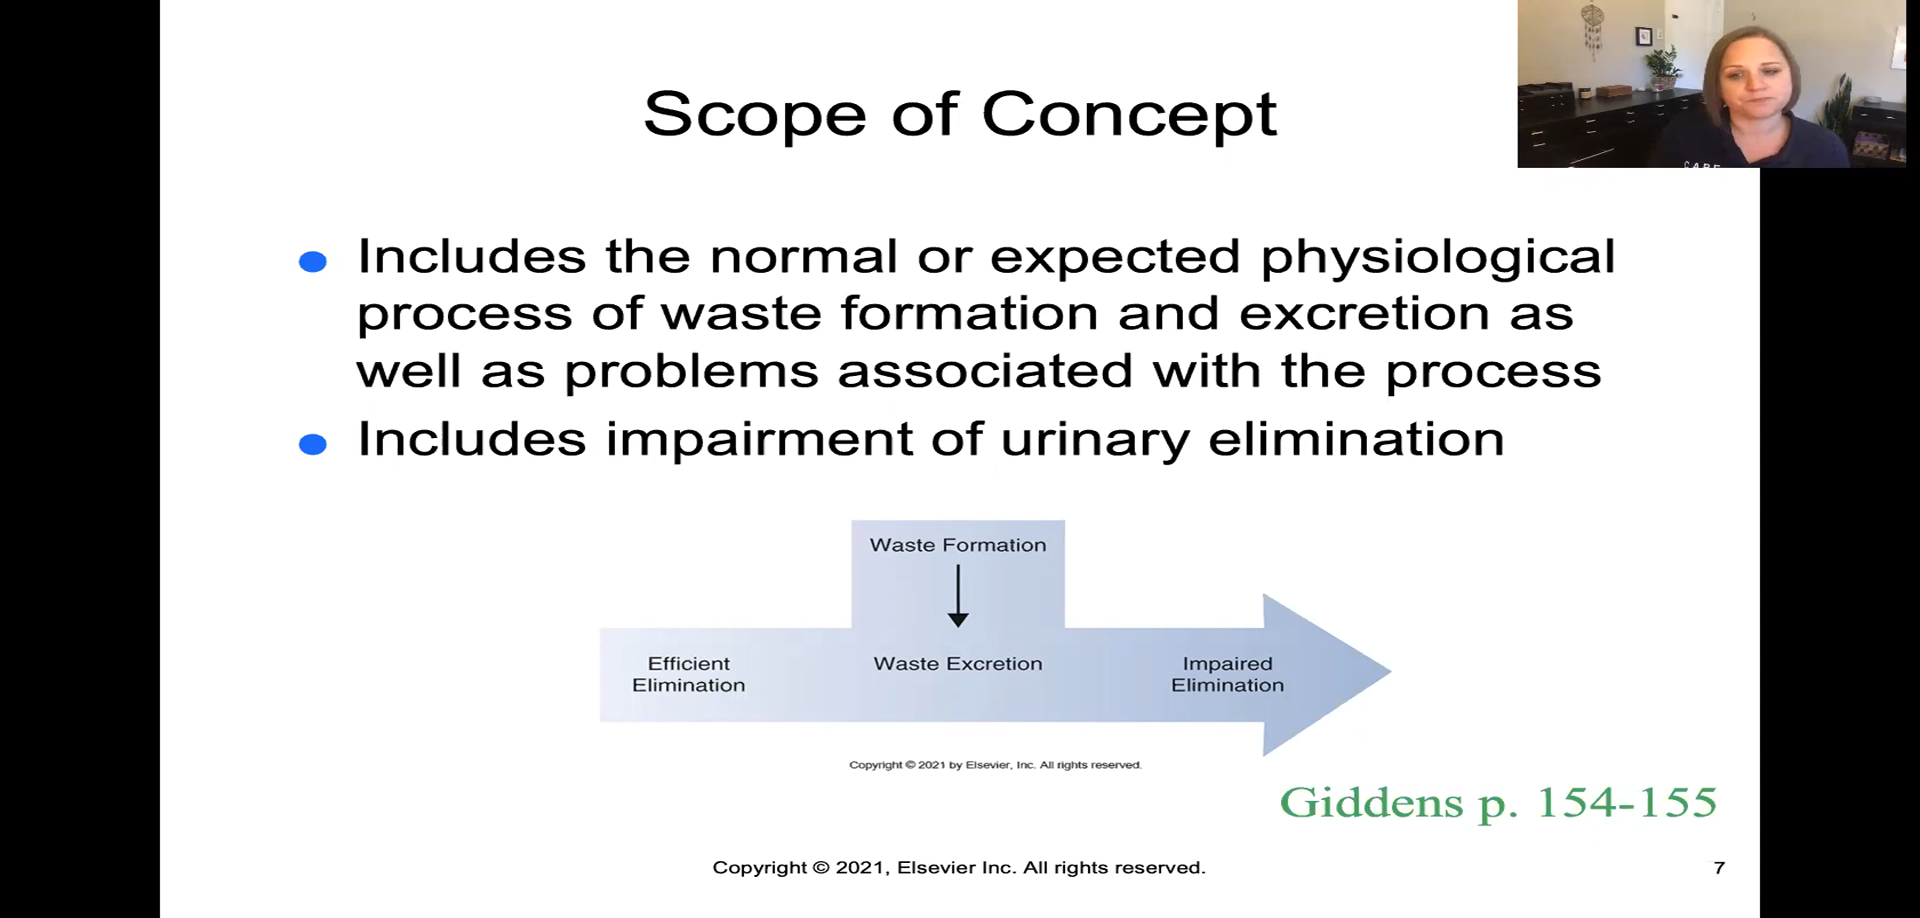 Scope of Concept
Includes the normal or expected physiological
process of waste formation and excretion as
well as problems associated with the process
Includes impairment of urinary elimination
Waste Formation
Efficient
Elimination
Waste Excretion
Impaired
Elimination
Copyright © 2021 by Elsevier, Inc. All rights reserved.
Giddens p. 154-155
Copyright © 2021, Elsevier Inc. All rights reserved.
7